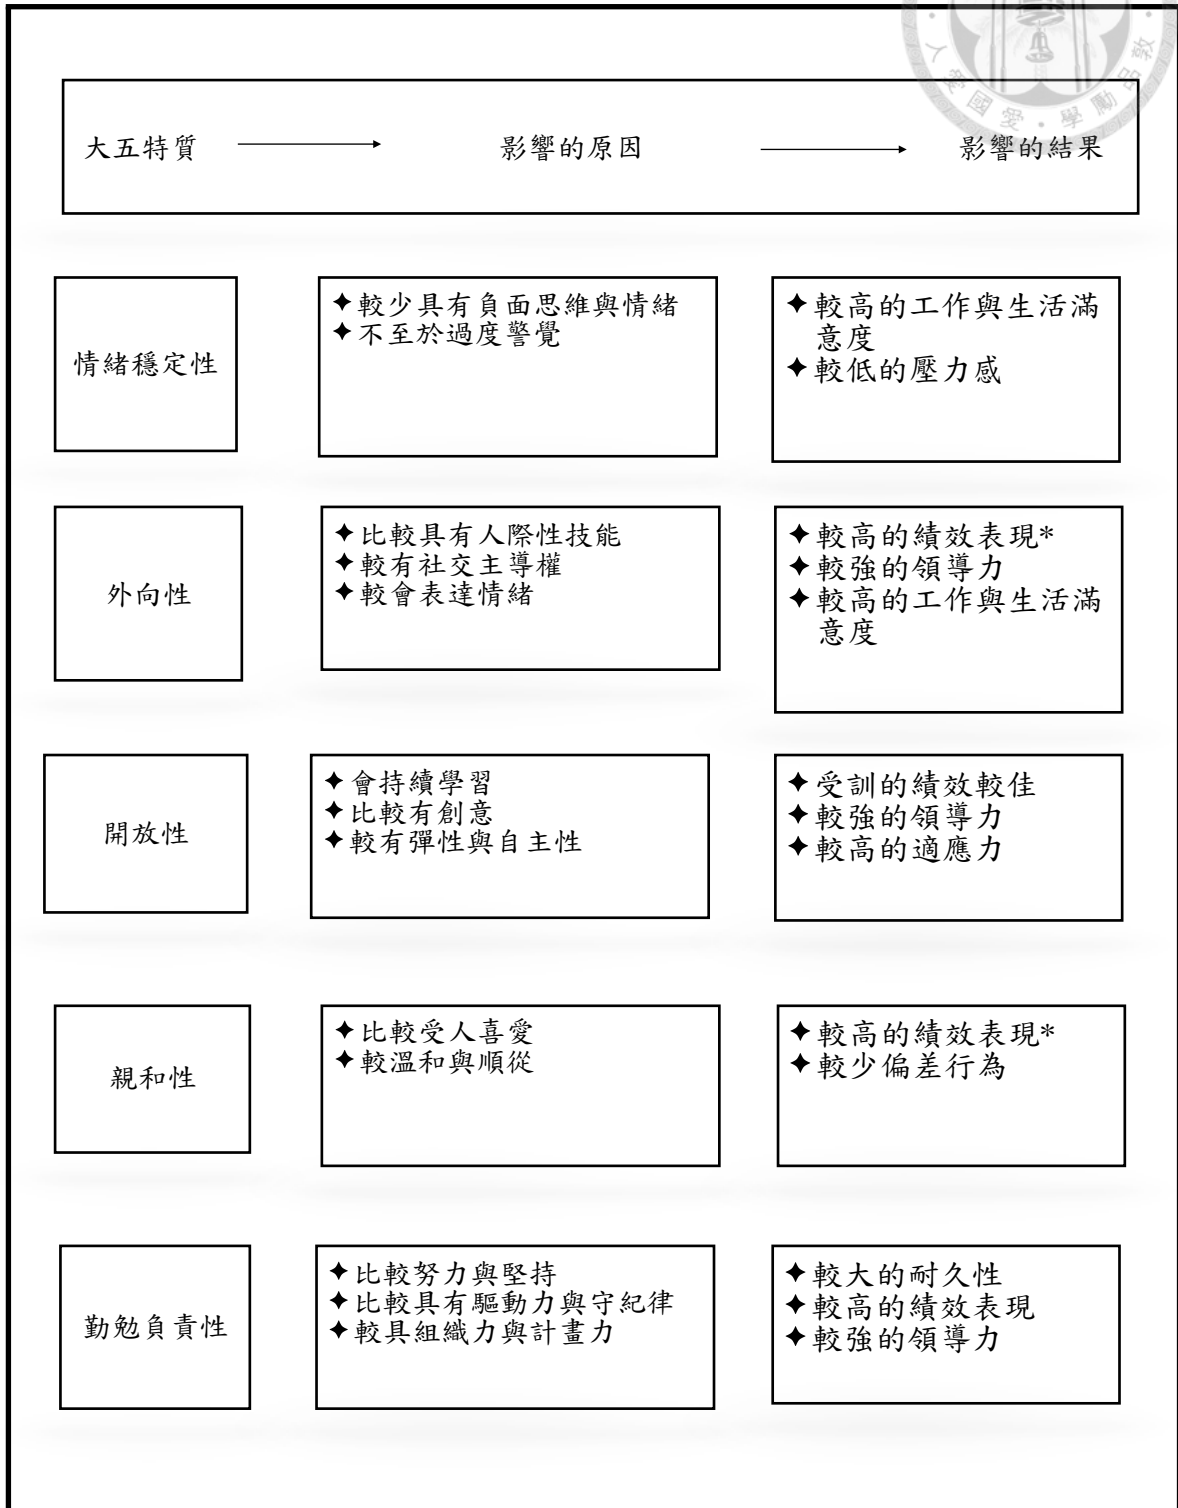 大五特質 影響的原因 影響的結果
情緒穩定性
✦較少具有負面思維與情緒
✦不至於過度警覺
✦較高的工作與生活滿
意度
✦較低的壓力感
外向性
✦比較具有人際性技能
✦較有社交主導權
✦較會表達情緒
✦較高的績效表現*
✦較強的領導力
✦較高的工作與生活滿
意度
開放性
✦會持續學習
✦比較有創意
✦較有彈性與自主性
✦受訓的績效較佳
✦較強的領導力
✦較高的適應力
親和性
✦比較受人喜愛
✦較溫和與順從
✦較高的績效表現*
✦較少偏差行為
勤勉負責性
✦比較努力與堅持
✦比較具有驅動力與守紀律
✦較具組織力與計畫力
✦較大的耐久性
✦較高的績效表現
✦較強的領導力
人愛國愛・學勵品敦